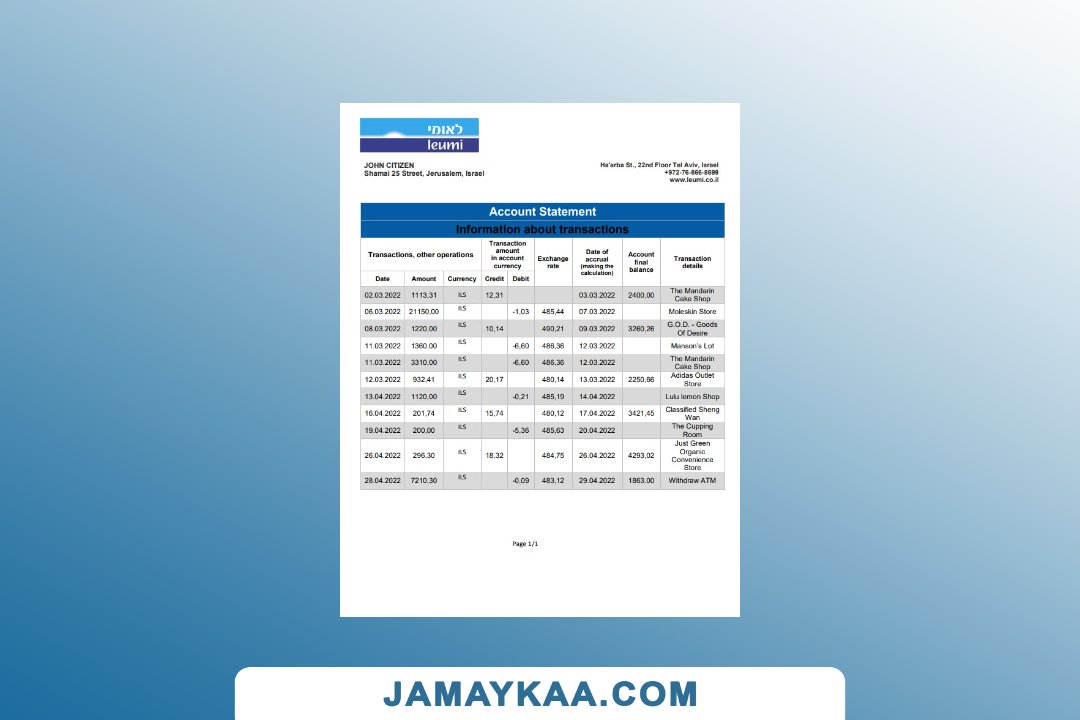 לאומי
leumi
JOHN CITIZEN
Shamai 25 Street, Jerusalem, Israel
Ha'arba St., 22nd Floor Tel Aviv, Israel
+972-76-866-8699
www.leumi.co.il
Account Statement
Information about transactions
Transactions, other operations
Transaction
amount
in account
currency
Exchange
rate
Date of
accrual
(making the
calculation)
Account
final
balance
Transaction
details
Date Amount Currency Credit Debit
02.03.2022 1113,31 ILS 12,31 03.03.2022 2400,00 The Mandarin
Cake Shop
06.03.2022 21150,00 ILS -1,03 485,44 07.03.2022 Moleskin Store
08.03.2022 1220,00 ILS 10,14 490,21 09.03.2022 3260,26 G.O.D. - Goods
Of Desire
11.03.2022 1360,00 ILS -6,60 486,36 12.03.2022 Manson's Lot
11.03.2022 3310,00 ILS -6,60 486,36 12.03.2022 The Mandarin
Cake Shop
12.03.2022 932,41 ILS 20,17 480,14 13.03.2022 2250,66 Adidas Outlet
Store
13.04.2022 1120,00 ILS -0,21 485,19 14.04.2022 Lulu lemon Shop
16.04.2022 201,74 ILS 15,74 480,12 17.04.2022 3421,45 Classified Sheng
Wan
19.04.2022 200,00 ILS -5,36 485,63 20.04.2022 The Cupping
Room
26.04.2022 296,30 ILS 18,32 484,75 26.04.2022 4293,02 Just Green
Organic
Convenience
Store
28.04.2022 7210,30 ILS -0,09 483,12 29.04.2022 1863.00 Withdraw ATM
Page 1/1
JAMAYKAA.COM